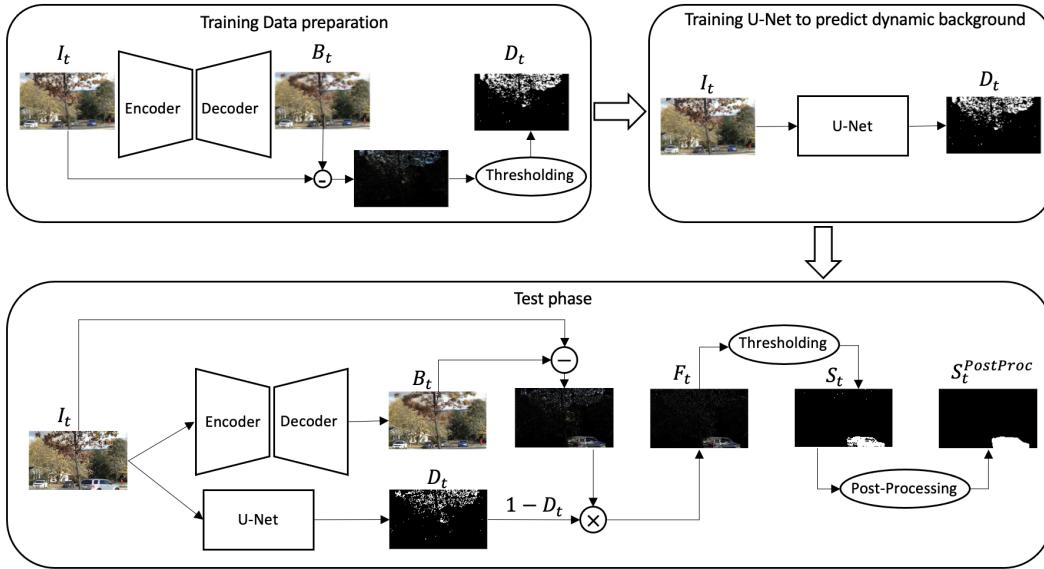 Training Data preparation
I_t
B_t
D_t
Encoder
Decoder
-
Thresholding
Training U-Net to predict dynamic background
I_t
D_t
U-Net
Test phase
Thresholding
−
B_t
F_t
S_t
S_t^{PostProc}
I_t
Encoder
Decoder
D_t
Post-Processing
U-Net
1 − D_t
×